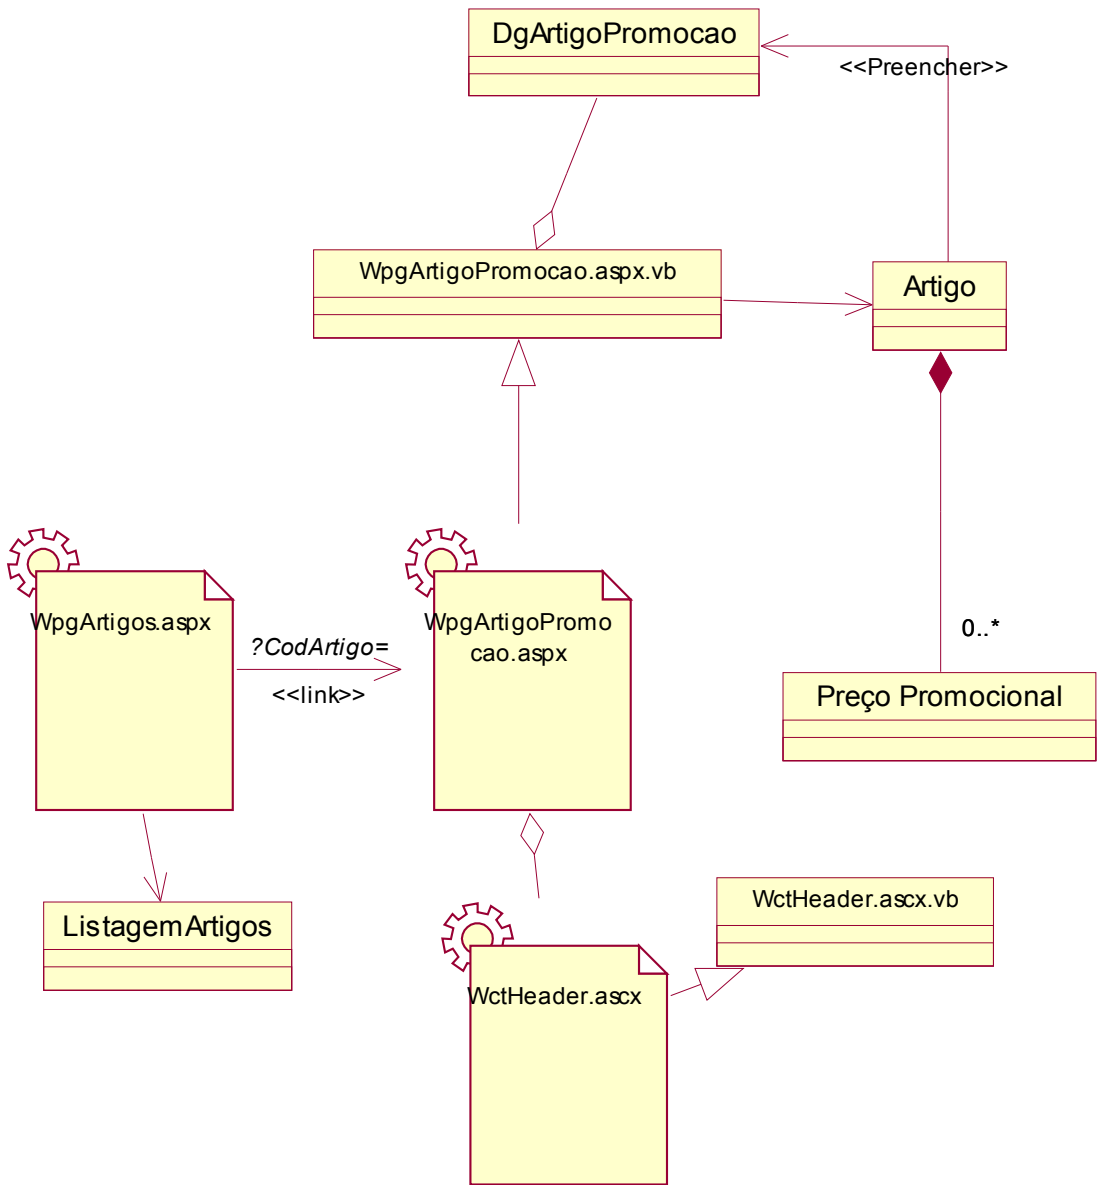 DgArtigoPromocao
<<Preencher>>
WpgArtigoPromocao.aspx.vb
Artigo
WpgArtigos.aspx
?CodArtigo=
<<link>>
WpgArtigoPromo
cao.aspx
0..*
Preço Promocional
ListagemArtigos
WctHeader.ascx.vb
WctHeader.ascx